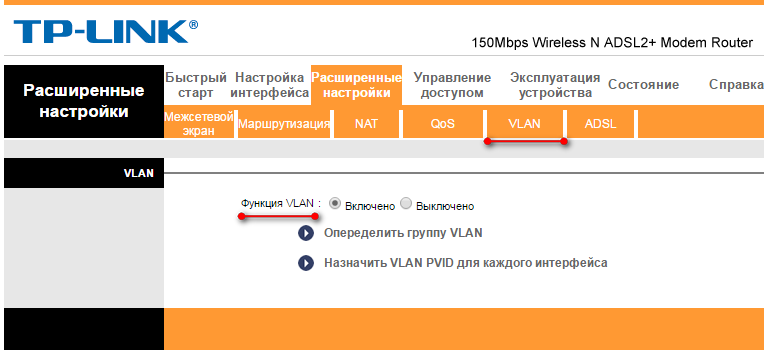 TP-LINK®
150Mbps Wireless N ADSL2+ Modem Router
Расширенные
настройки
Быстрый
старт
Настройка
интерфейса
Расширенные
настройки
Управление
доступом
Эксплуатация
устройства
Состояние
Справка
Межсетевой
экран
Маршрутизация
NAT
QoS
VLAN
ADSL
VLAN
Функция VLAN : Включено Выключено
Опеределить группу VLAN
Назначить VLAN PVID для каждого интерфейса